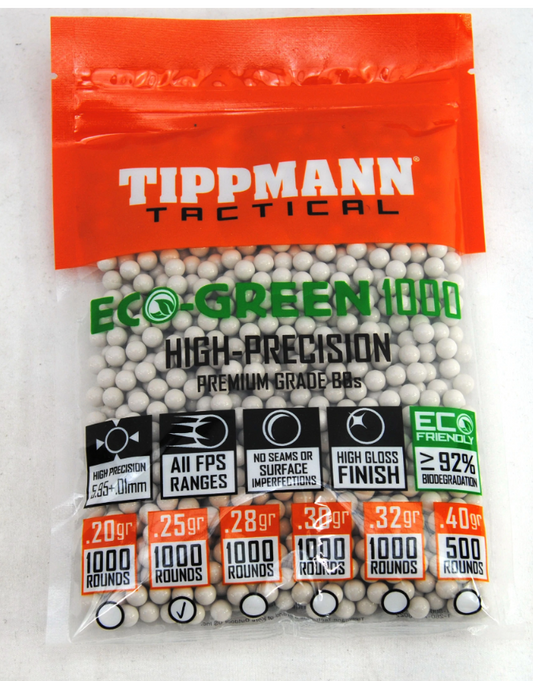 TIPPMANN®
TACTICAL
ECO-GREEN 1000
HIGH-PRECISION
PREMIUM GRADE BBs
HIGH PRECISION
5.95+.01mm
All FPS
RANGES
NO SEAMS OR
SURFACE
IMPERFECTIONS
HIGH GLOSS
FINISH
ECO
FRIENDLY
≥ 92%
BIODEGRADATION
.20gr .25gr .28gr .30gr .32gr .40gr
1000 1000 1000 1000 1000 500
ROUNDS ROUNDS ROUNDS ROUNDS ROUNDS ROUNDS
✓